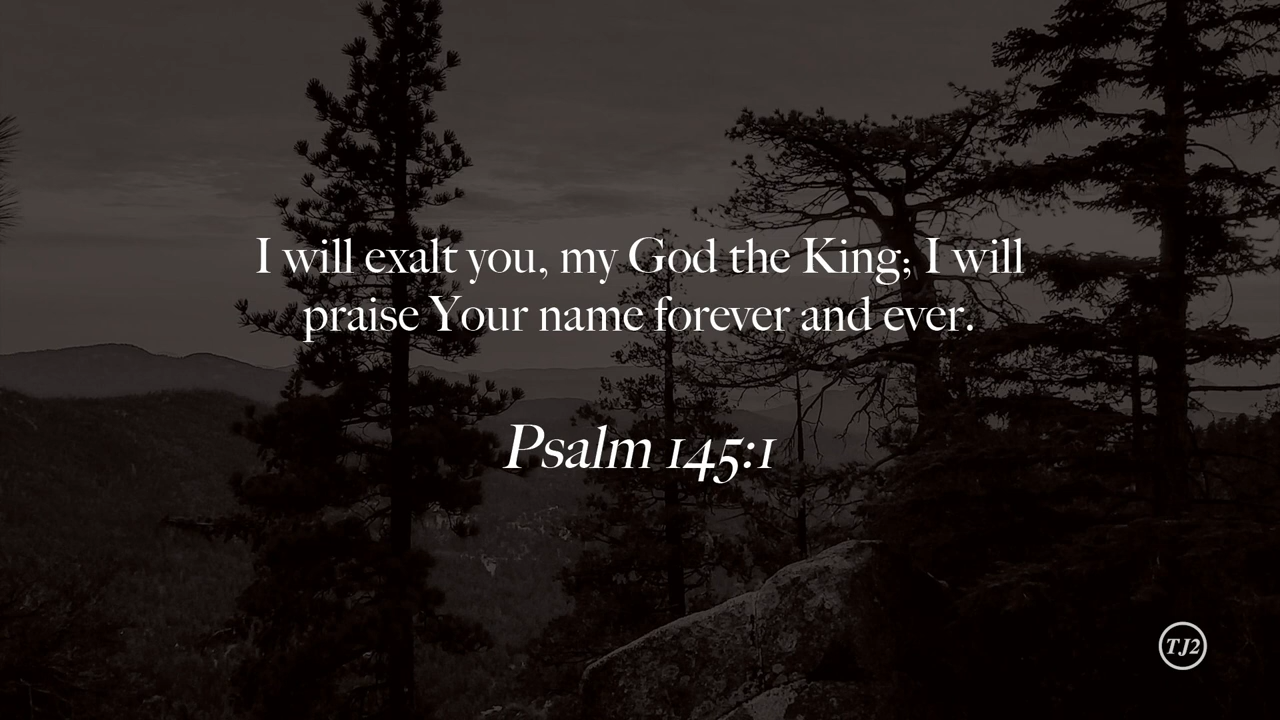 I will exalt you, my God the King; I will
praise Your name forever and ever.
Psalm 145:1
TJ2